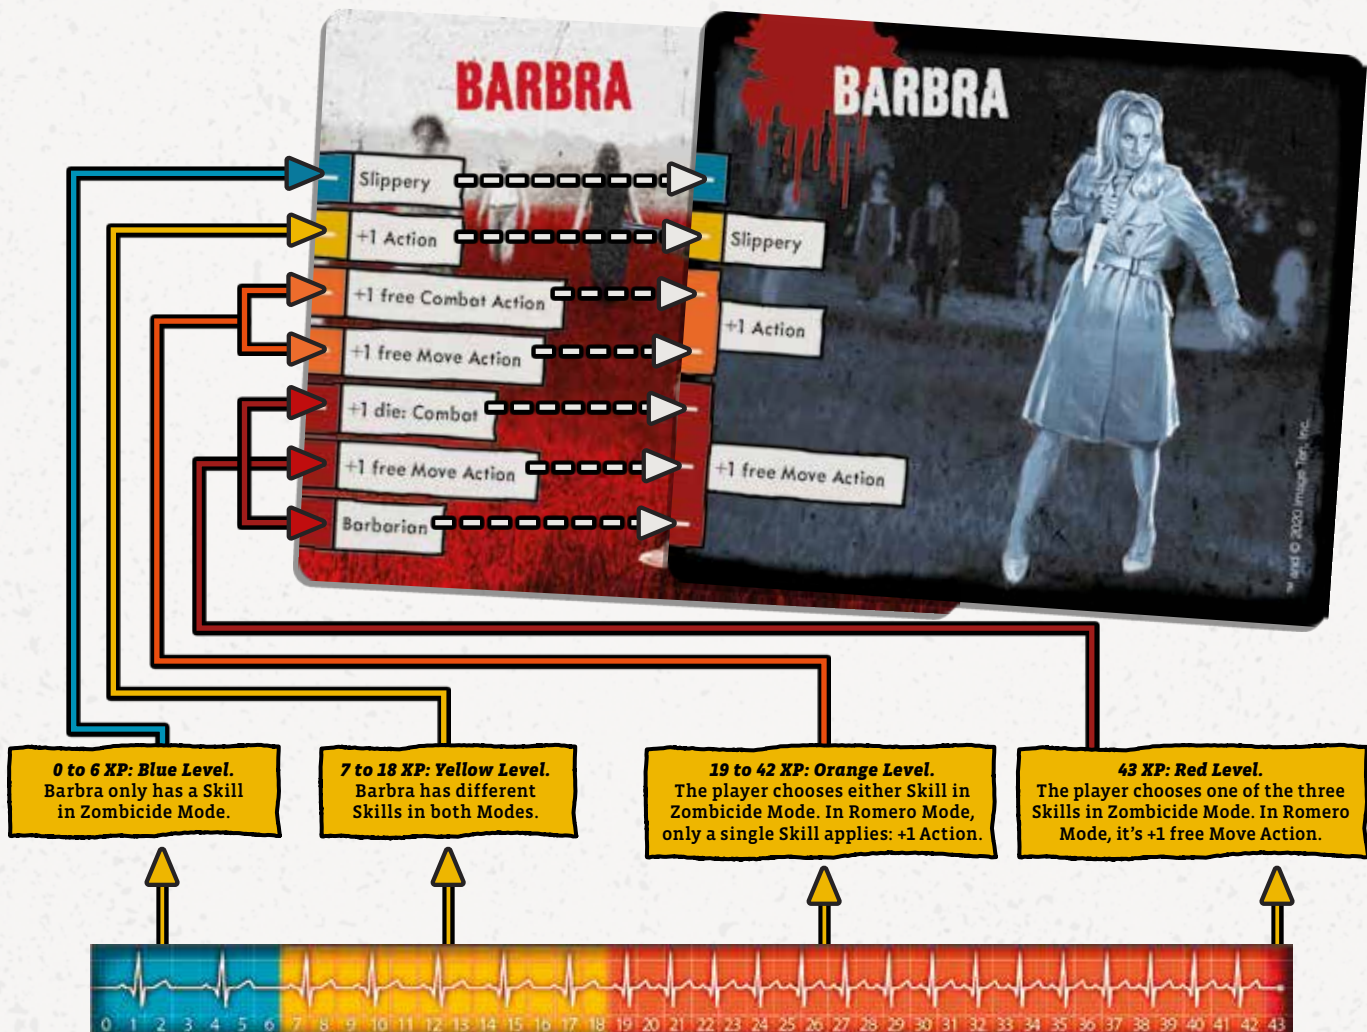 BARBRA
Slippery
+1 Action
+1 free Combat Action
+1 free Move Action
+1 die: Combat
+1 free Move Action
Barbarian
BARBRA
Slippery
+1 Action
+1 free Move Action
™ and © 2020 Image Ten, Inc.
0 to 6 XP: Blue Level.
Barbra only has a Skill
in Zombicide Mode.
7 to 18 XP: Yellow Level.
Barbra has different
Skills in both Modes.
19 to 42 XP: Orange Level.
The player chooses either Skill in
Zombicide Mode. In Romero Mode,
only a single Skill applies: +1 Action.
43 XP: Red Level.
The player chooses one of the three
Skills in Zombicide Mode. In Romero
Mode, it's +1 free Move Action.
0 1 2 3 4 5 6 7 8 9 10 11 12 13 14 15 16 17 18 19 20 21 22 23 24 25 26 27 28 29 30 31 32 33 34 35 36 37 38 39 40 41 42 43